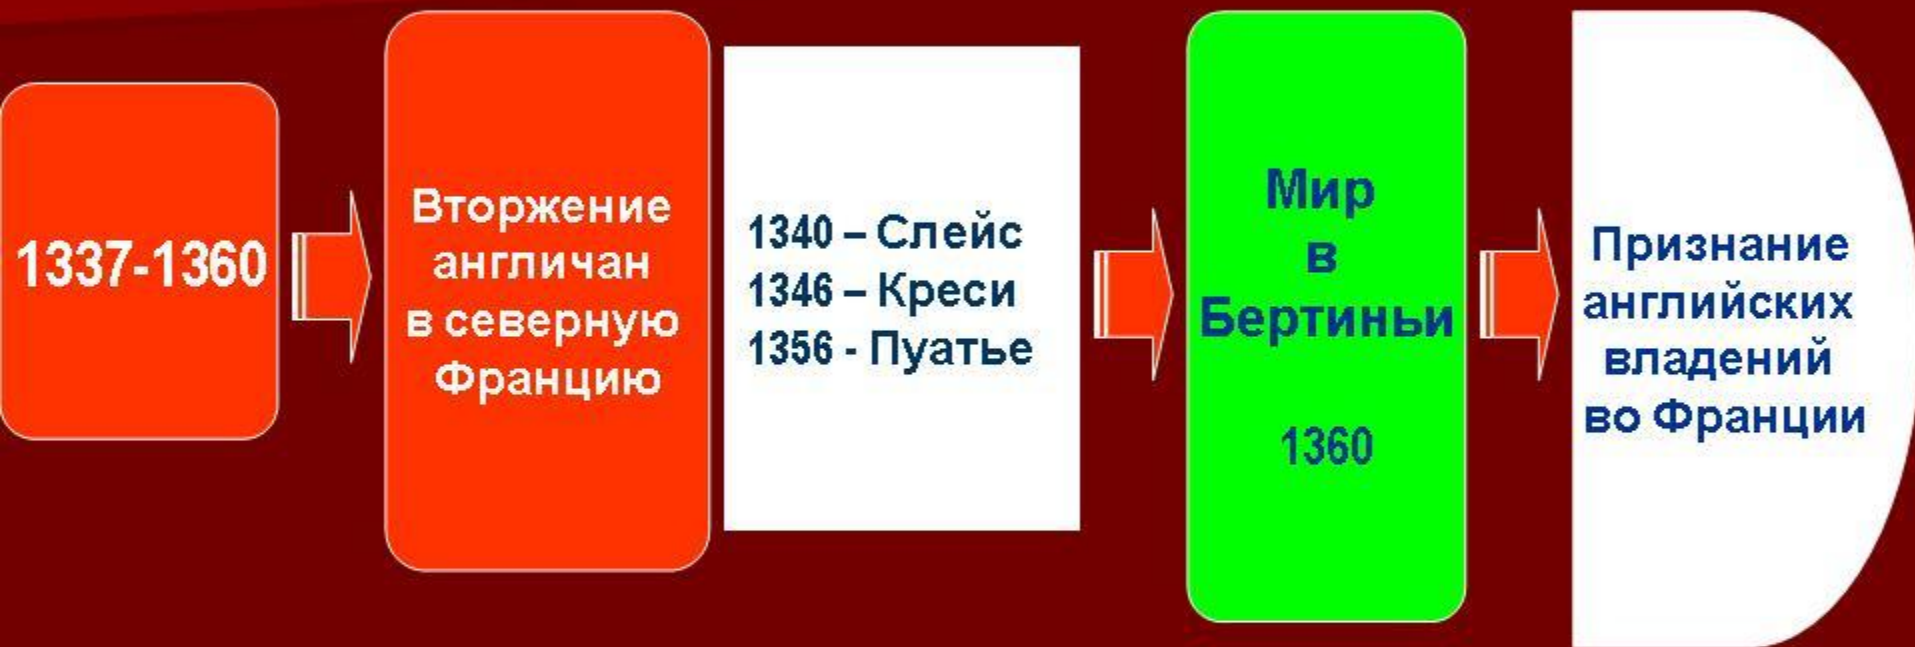 1337-1360
Вторжение
англичан
в северную
Францию
1340 – Слейс
1346 – Креси
1356 - Пуатье
Мир
в
Бертиньи
1360
Признание
английских
владений
во Франции